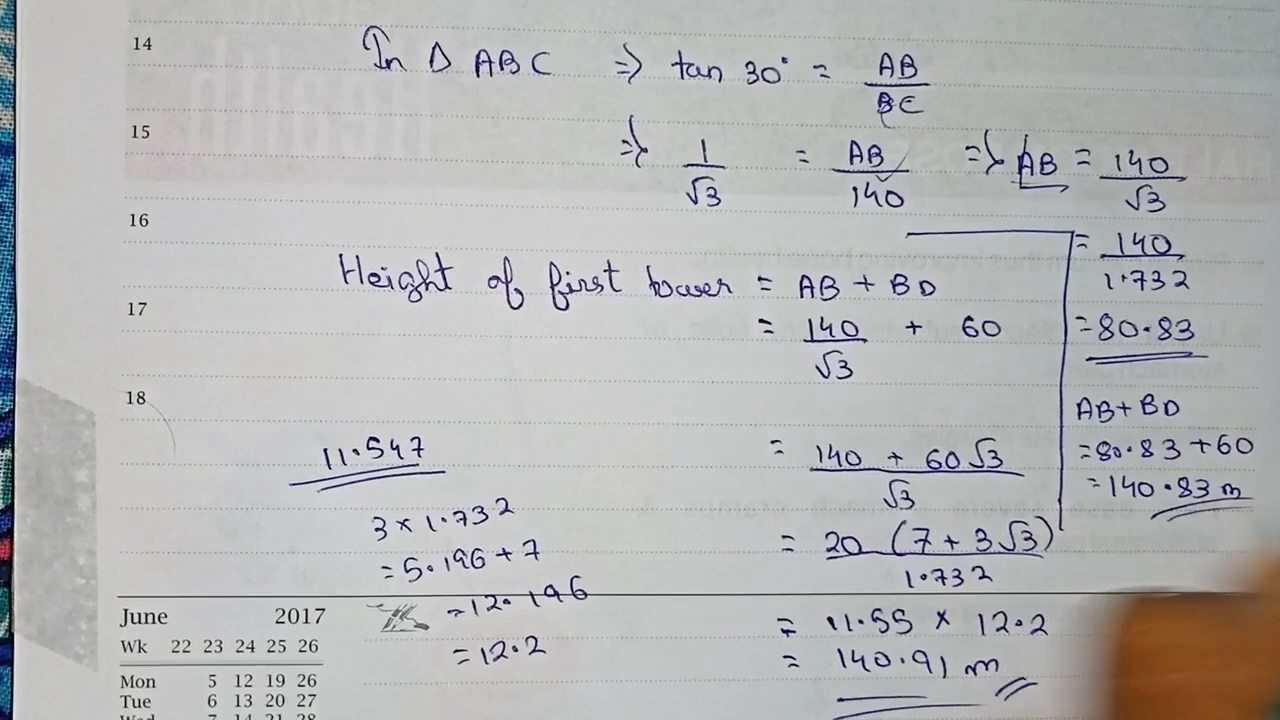 14
In Δ ABC ⇒ tan 30° = AB / BC
15
⇒ 1 / √3 = AB / 140 ⇒ AB = 140 / √3
16
= 140 / 1.732
Height of first tower = AB + BD
17
= 140 / √3 + 60
= 80.83
18
AB + BD
= 80.83 + 60
= 140.83 m
11.547
= 140 + 60√3 / √3
3 × 1.732
= 5.196 + 7
= 12.196
= 12.2
= 20 (7 + 3√3) / 1.732
= 11.55 × 12.2
= 140.91 m
June 2017
Wk 22 23 24 25 26
Mon 5 12 19 26
Tue 6 13 20 27